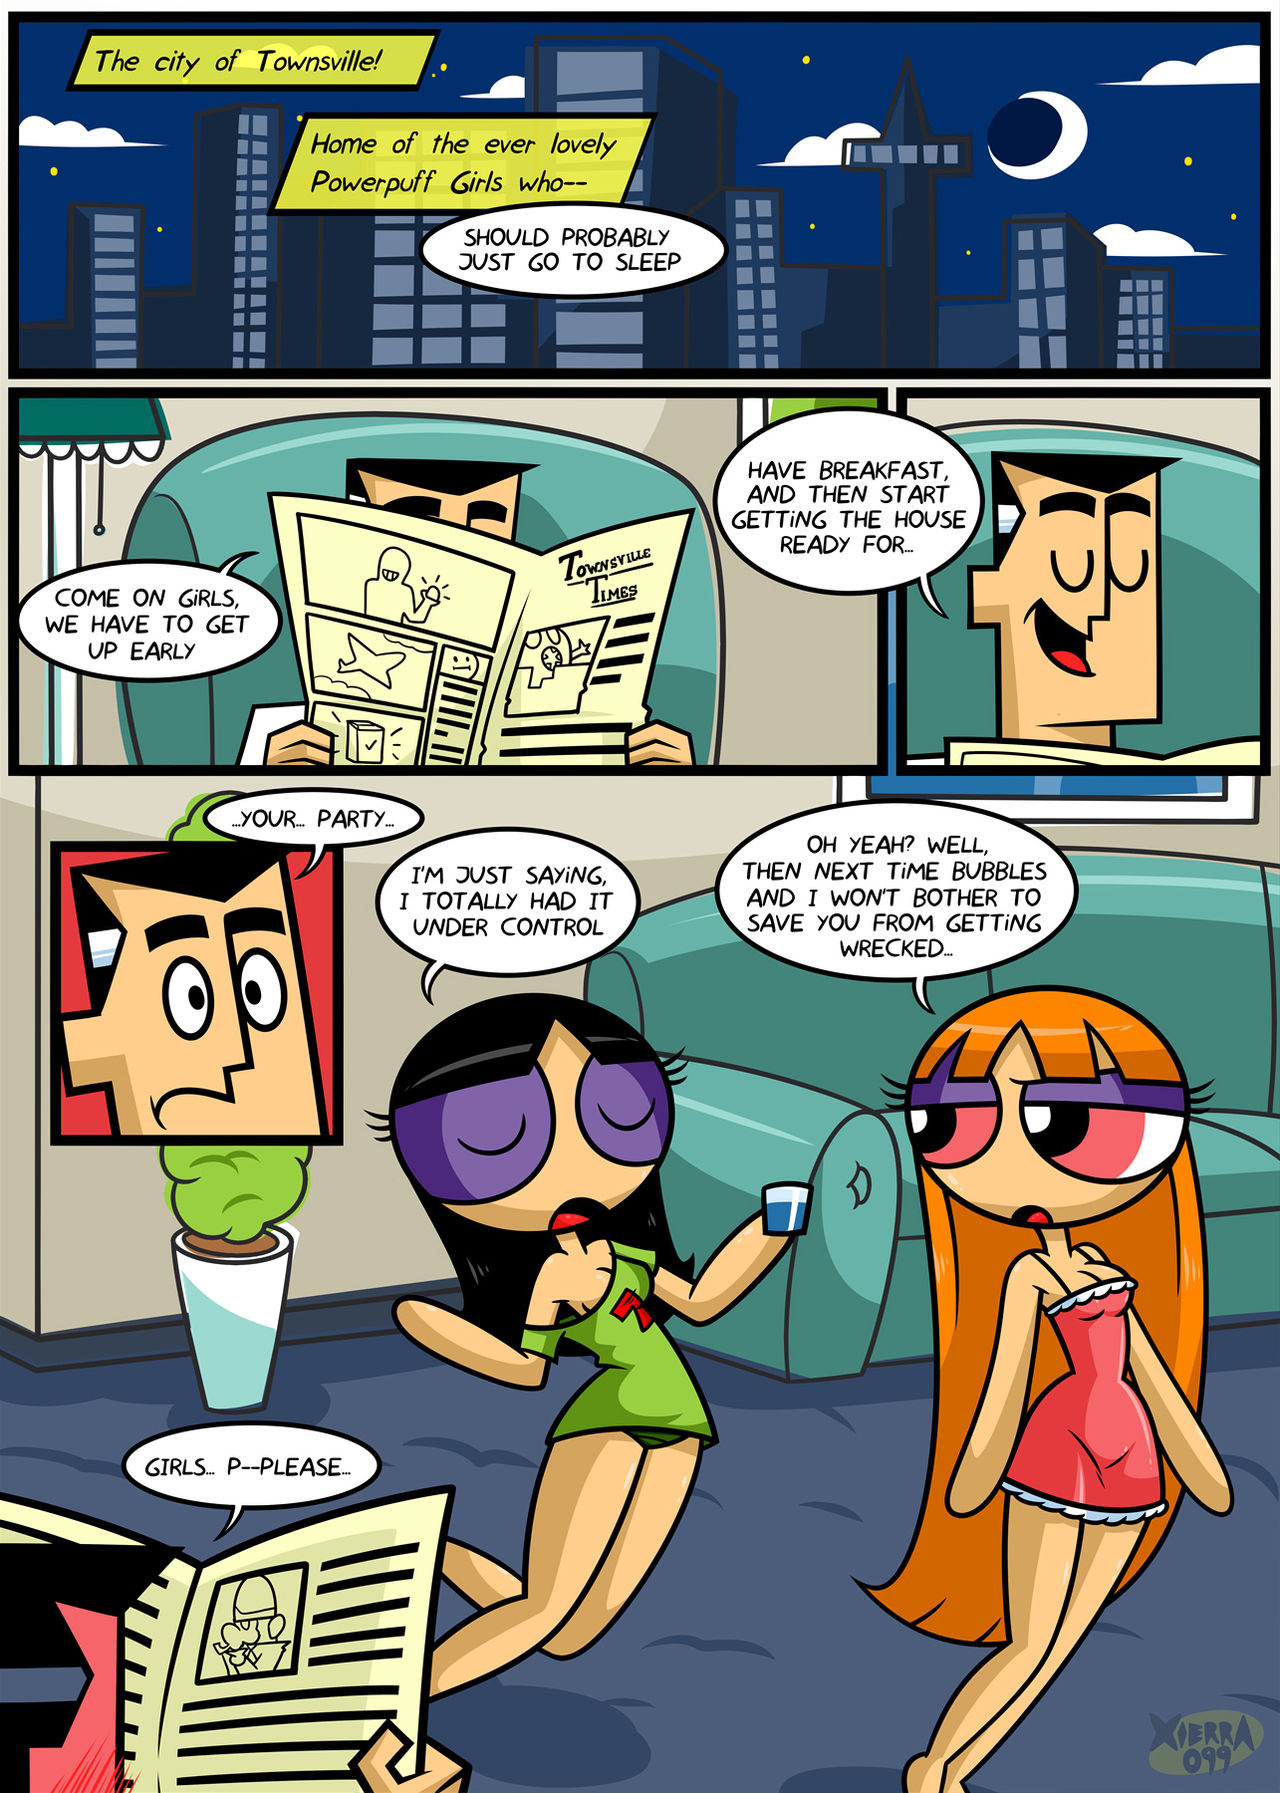 The city of Townsville!
Home of the ever lovely
Powerpuff Girls who--
SHOULD PROBABLY
JUST GO TO SLEEP
COME ON GiRLS,
WE HAVE TO GET
UP EARLY
TOWNSVILLE
TIMES
HAVE BREAKFAST,
AND THEN START
GETTiNG THE HOUSE
READY FOR...
...YOUR... PARTY...
I'M JUST SAYiNG,
I TOTALLY HAD IT
UNDER CONTROL
OH YEAH? WELL,
THEN NEXT TiME BUBBLES
AND I WON'T BOTHER TO
SAVE YOU FROM GETTiNG
WRECKED...
GIRLS... P--PLEASE...
XIERRA
099